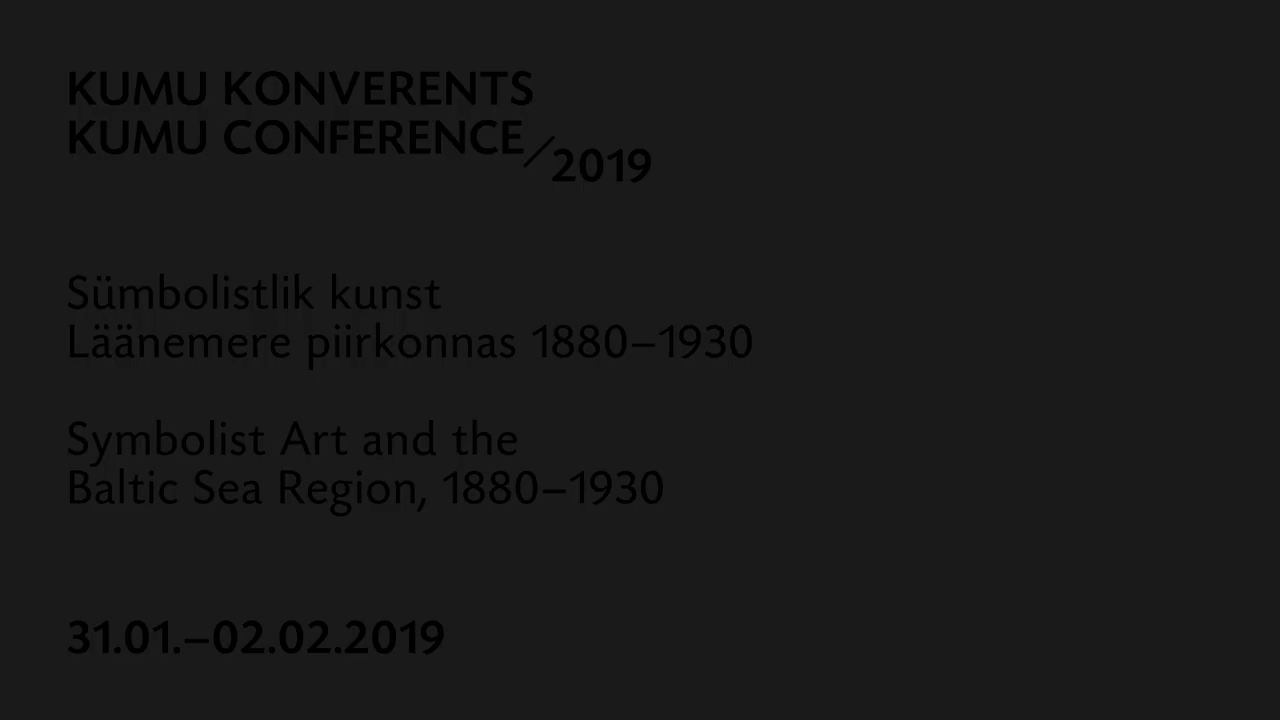 KUMU KONVERENTS
KUMU CONFERENCE/2019
Sümbolistlik kunst
Läänemere piirkonnas 1880–1930
Symbolist Art and the
Baltic Sea Region, 1880–1930
31.01.–02.02.2019